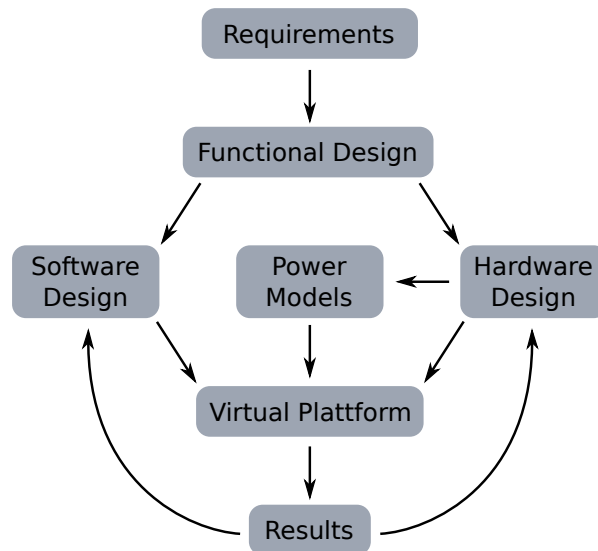 Requirements
Functional Design
Software
Design
Power
Models
Hardware
Design
Virtual Plattform
Results